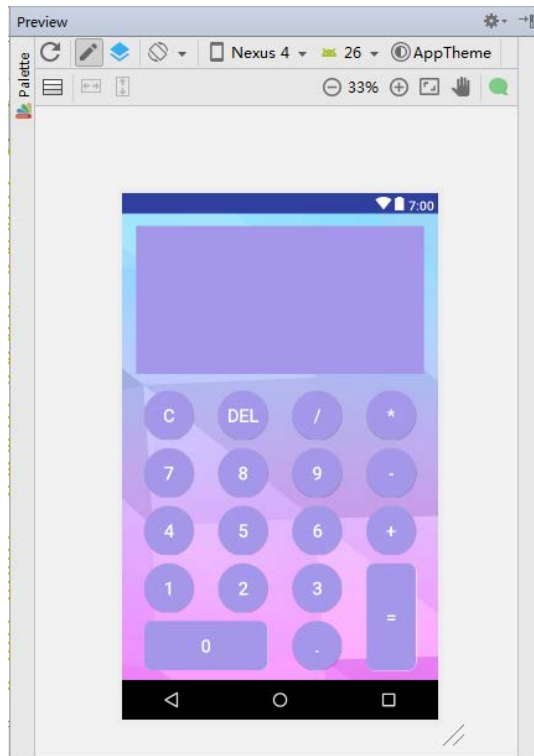 Preview
Palette
Nexus 4 26 AppTheme
33%
7:00
C DEL / *
7 8 9 -
4 5 6 +
1 2 3
=
0 .